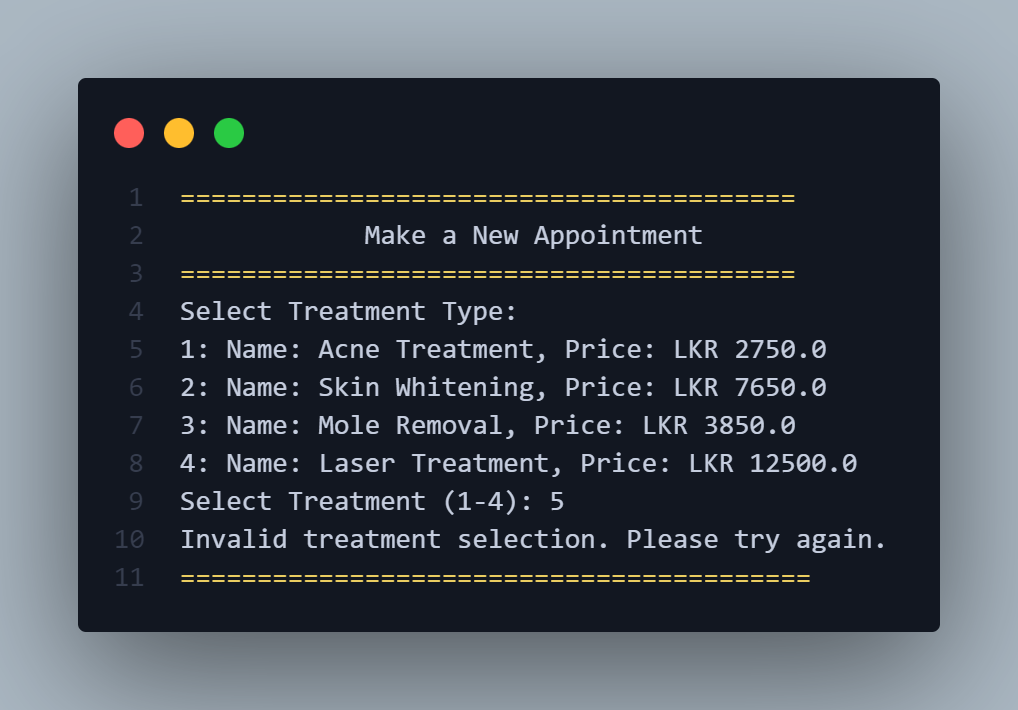 1 ========================================
2 Make a New Appointment
3 ========================================
4 Select Treatment Type:
5 1: Name: Acne Treatment, Price: LKR 2750.0
6 2: Name: Skin Whitening, Price: LKR 7650.0
7 3: Name: Mole Removal, Price: LKR 3850.0
8 4: Name: Laser Treatment, Price: LKR 12500.0
9 Select Treatment (1-4): 5
10 Invalid treatment selection. Please try again.
11 =========================================